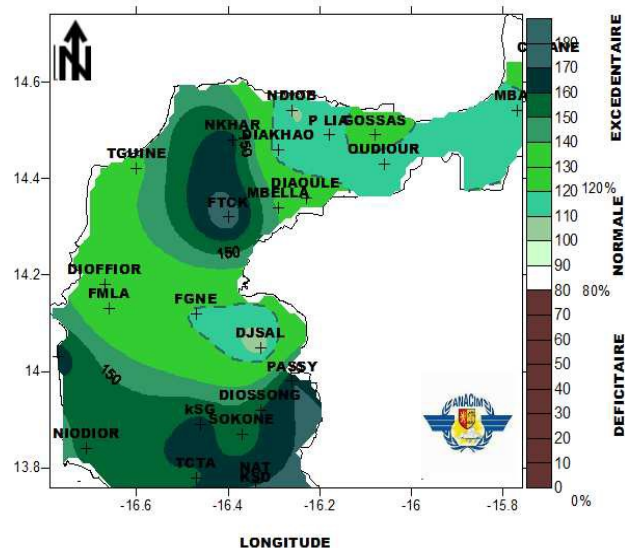 N
14.6
14.4
14.2
14
13.8
NDIOB
NKHAR
DIAKHAO
P LIA
GOSSAS
MBA
OUDIOUR
TGUINE
150
DIAOULE
MBELLA
FTCK
150
DIOFFIOR
FMLA
FGNE
DJSAL
PASSY
150
DIOSSONG
kSG
SOKONE
NIODIOR
TCTA
NAT
KSD
ANACIM
-16.6
-16.4
-16.2
-16
-15.8
LONGITUDE
180
170
160
150
140
130
120
110
100
90
80
70
60
50
40
30
20
10
0
120%
80%
0%
EXCEDENTAIRE
NORMALE
DEFICITAIRE